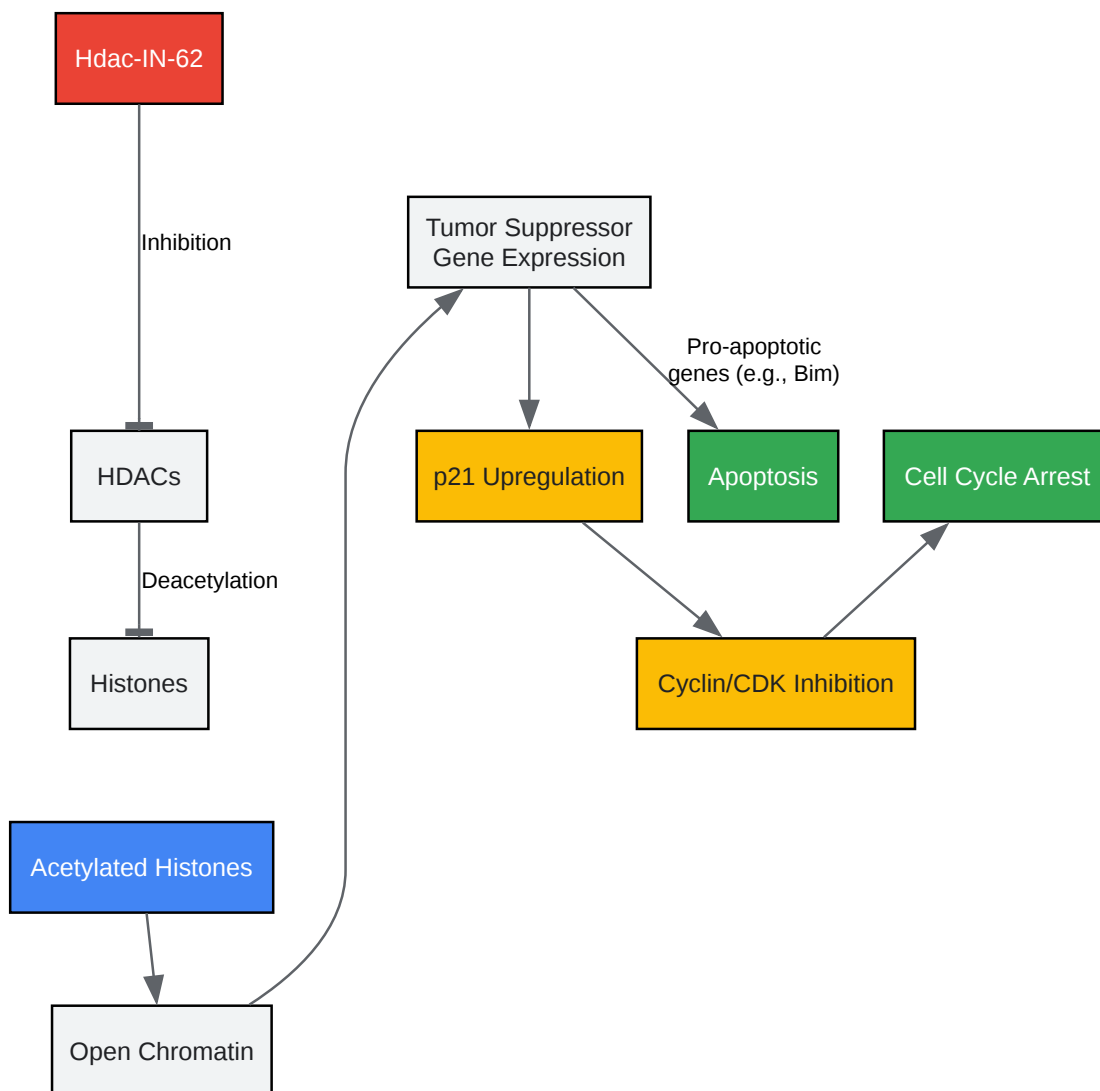 Hdac-IN-62
Inhibition
HDACs
Deacetylation
Histones
Acetylated Histones
Open Chromatin
Tumor Suppressor
Gene Expression
Pro-apoptotic
genes (e.g., Bim)
p21 Upregulation
Apoptosis
Cell Cycle Arrest
Cyclin/CDK Inhibition